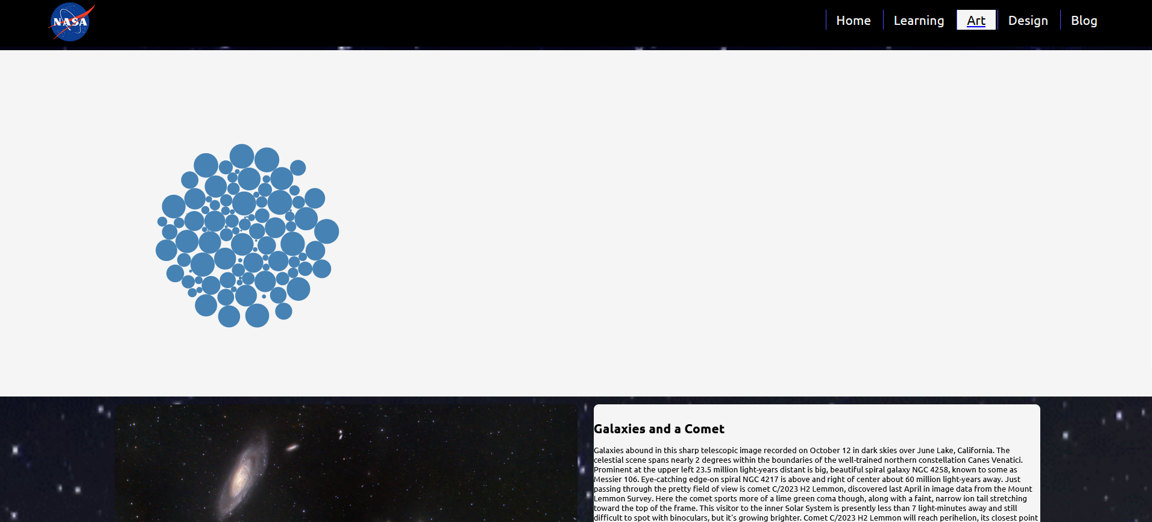 NASA
Home
Learning
Art
Design
Blog
Galaxies and a Comet
Galaxies abound in this sharp telescopic image recorded on October 12 in dark skies over June Lake, California. The
celestial scene spans nearly 2 degrees within the boundaries of the well-trained northern constellation Canes Venatici.
Prominent at the upper left 23.5 million light-years distant is big, beautiful spiral galaxy NGC 4258, known to some as
Messier 106. Eye-catching edge-on spiral NGC 4217 is above and right of center about 60 million light-years away. Just
passing through the pretty field of view is comet C/2023 H2 Lemmon, discovered last April in image data from the Mount
Lemmon Survey. Here the comet sports more of a lime green coma though, along with a faint, narrow ion tail stretching
toward the top of the frame. This visitor to the inner Solar System is presently less than 7 light-minutes away and still
difficult to spot with binoculars, but it's growing brighter. Comet C/2023 H2 Lemmon will reach perihelion, its closest point